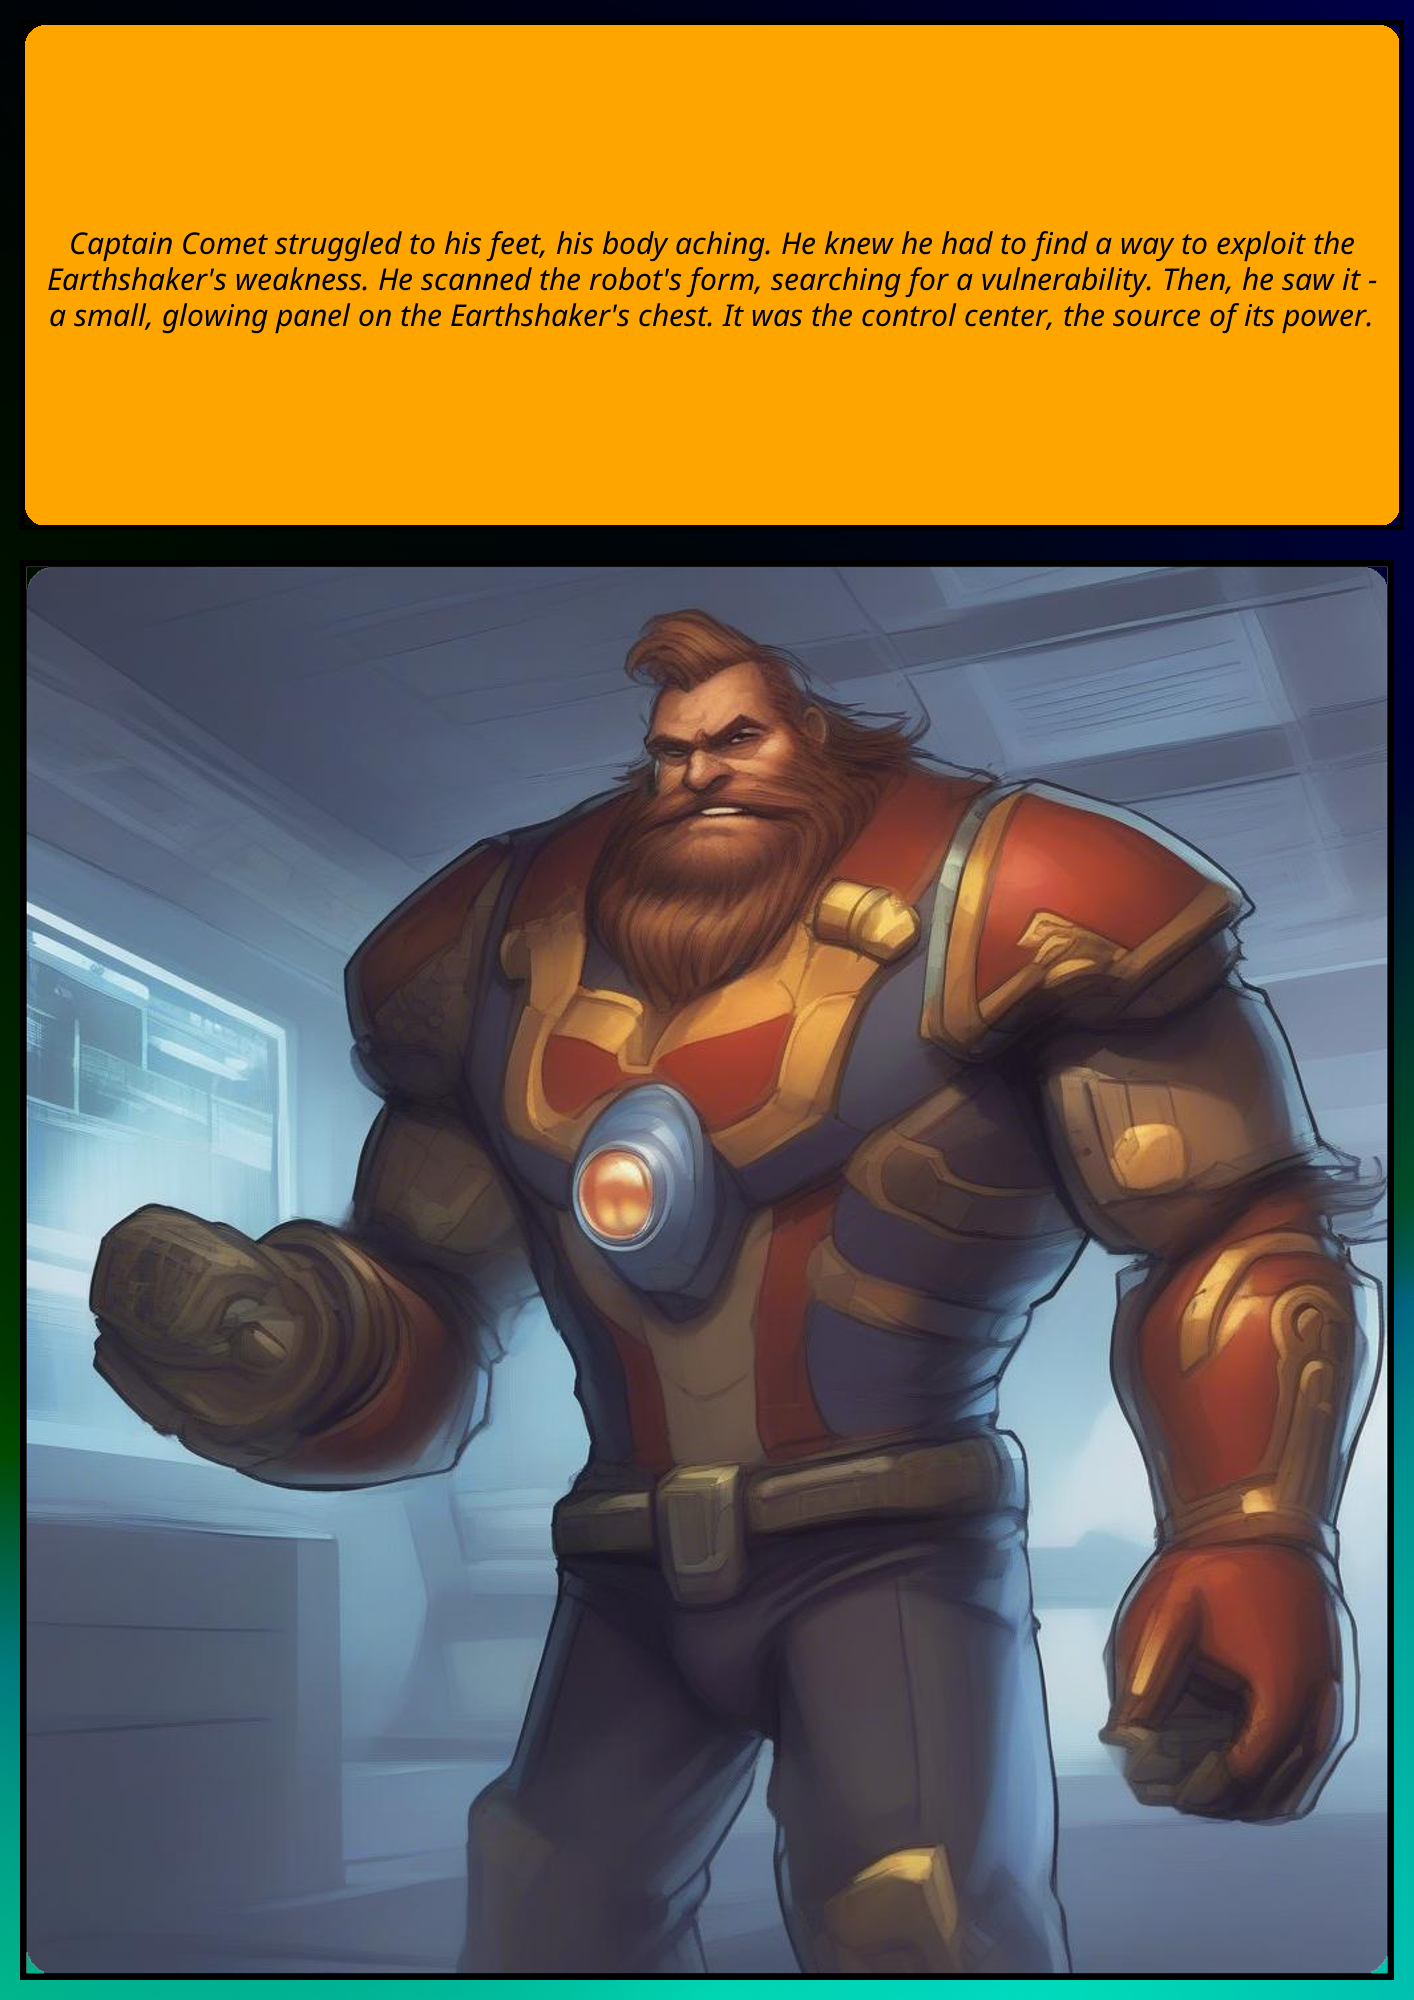 Captain Comet struggled to his feet, his body aching. He knew he had to find a way to exploit the
Earthshaker's weakness. He scanned the robot's form, searching for a vulnerability. Then, he saw it -
a small, glowing panel on the Earthshaker's chest. It was the control center, the source of its power.